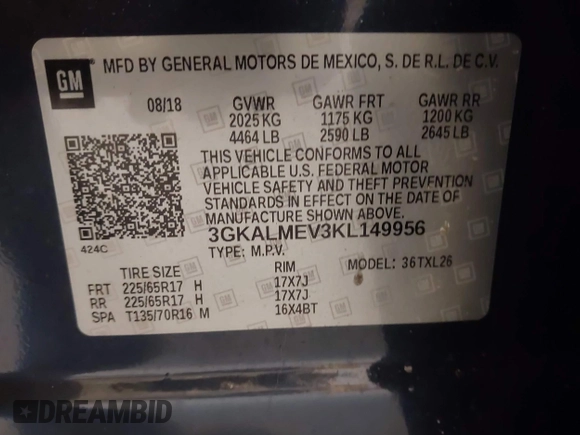 GM
MFD BY GENERAL MOTORS DE MEXICO, S. DE R.L. DE C.V.
08/18 GVWR GAWR FRT GAWR RR
2025 KG 1175 KG 1200 KG
4464 LB 2590 LB 2645 LB
THIS VEHICLE CONFORMS TO ALL
APPLICABLE U.S. FEDERAL MOTOR
VEHICLE SAFETY AND THEFT PREVENTION
STANDARDS IN EFFECT ON THE DATE OF
MANUFACTURE SHOWN ABOVE.
424C
3GKALMEV3KL149956
TYPE: M.P.V. MODEL: 36TXL26
TIRE SIZE RIM
FRT 225/65R17 H 17X7J
RR 225/65R17 H 17X7J
SPA T135/70R16 M 16X4BT
DREAMBID